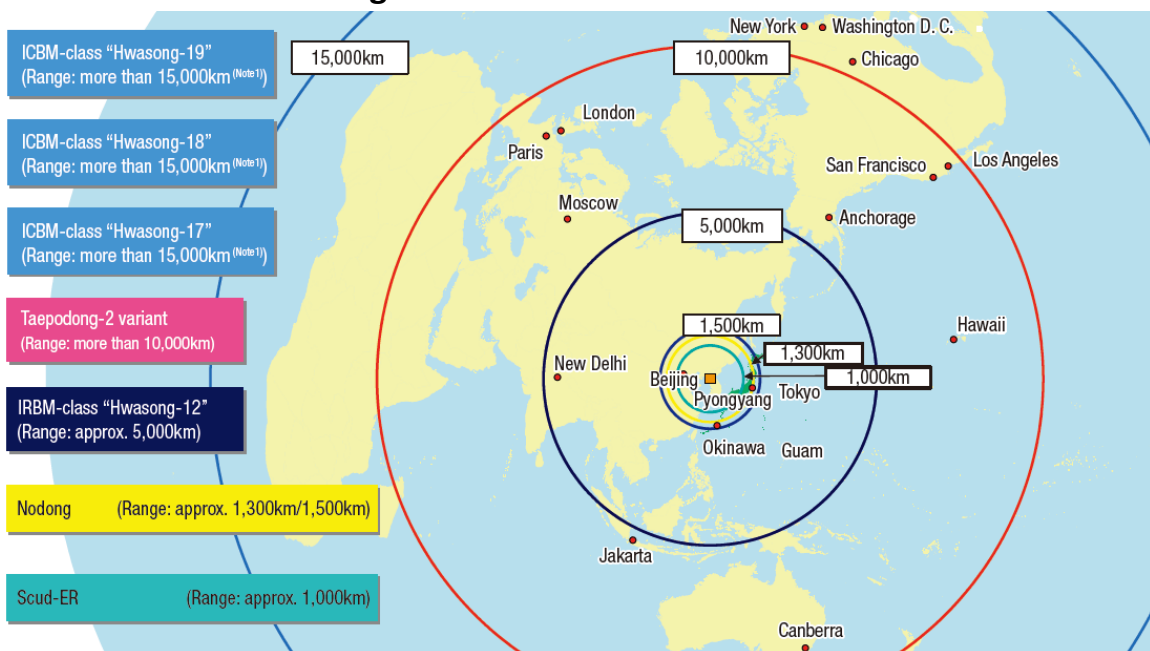 ICBM-class “Hwasong-19”
(Range: more than 15,000km(Note1))
ICBM-class “Hwasong-18”
(Range: more than 15,000km(Note1))
ICBM-class “Hwasong-17”
(Range: more than 15,000km(Note1))
Taepodong-2 variant
(Range: more than 10,000km)
IRBM-class “Hwasong-12”
(Range: approx. 5,000km)
Nodong (Range: approx. 1,300km/1,500km)
Scud-ER (Range: approx. 1,000km)
15,000km
10,000km
5,000km
1,500km
1,300km
1,000km
New York
Washington D. C.
Chicago
London
Paris
San Francisco
Los Angeles
Moscow
Anchorage
Hawaii
New Delhi
Beijing
Pyongyang
Tokyo
Okinawa
Guam
Jakarta
Canberra